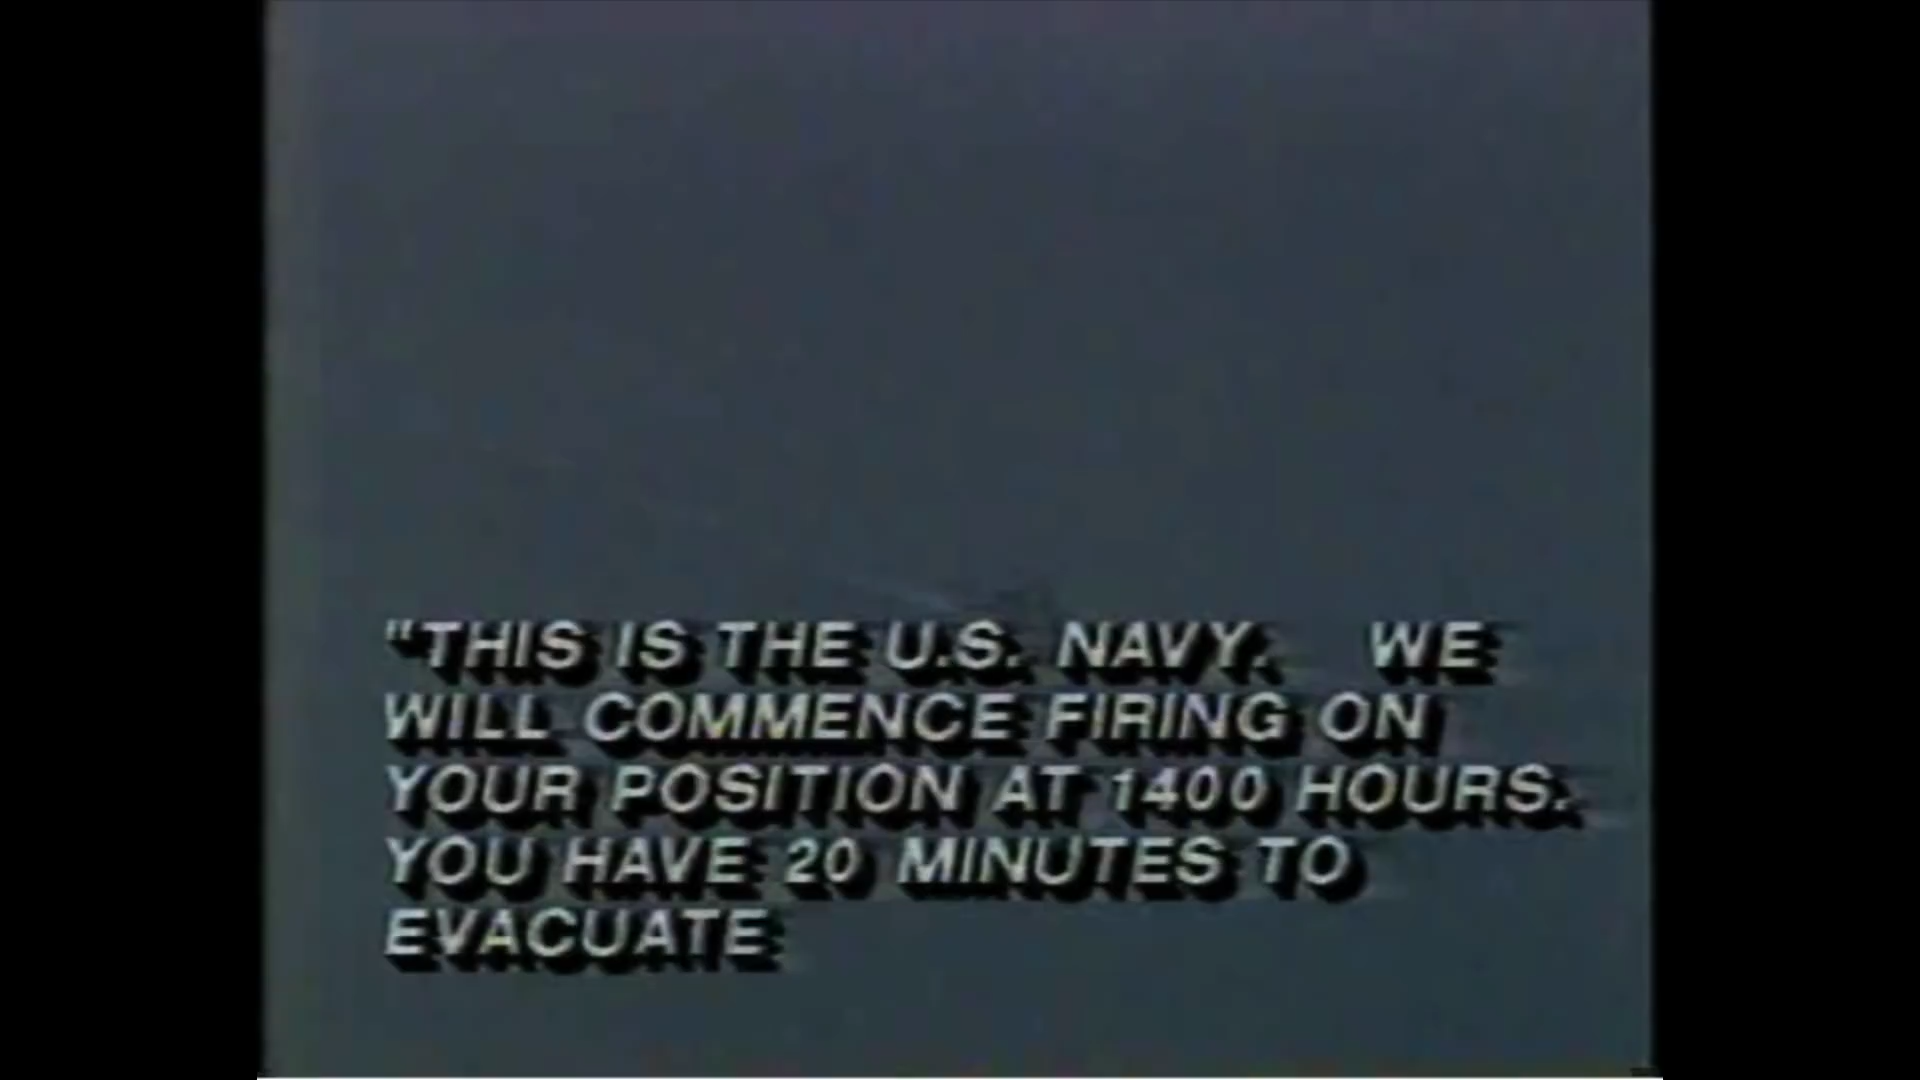 "THIS IS THE U.S. NAVY. WE
WILL COMMENCE FIRING ON
YOUR POSITION AT 1400 HOURS.
YOU HAVE 20 MINUTES TO
EVACUATE